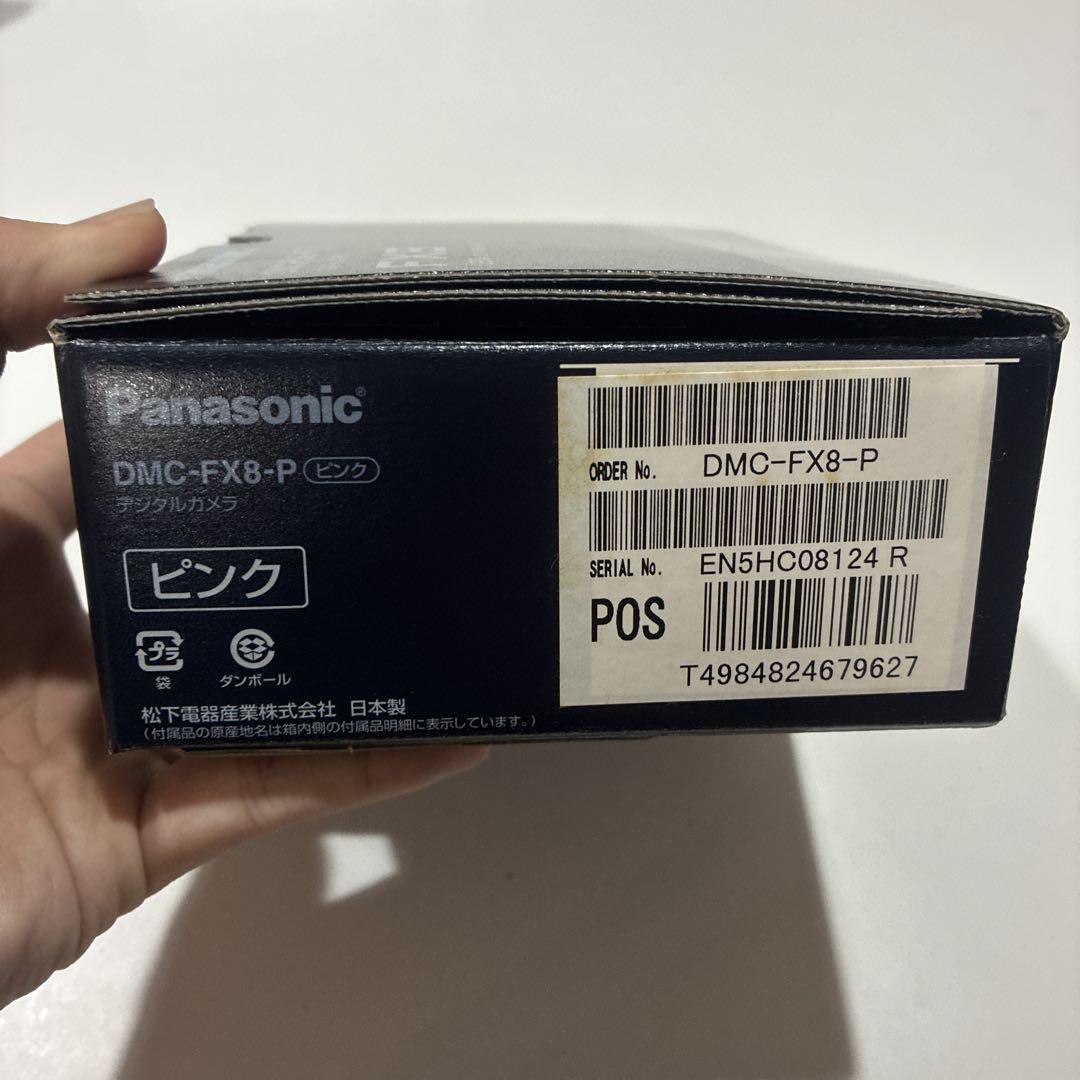 Panasonic®
DMC-FX8-P ピンク
デジタルカメラ
ピンク
プラ
袋
ダンボール
松下電器産業株式会社 日本製
(付属品の原産地名は箱内側の付属品明細に表示しています。)
ORDER No. DMC-FX8-P
SERIAL No. EN5HC08124 R
POS
T4984824679627